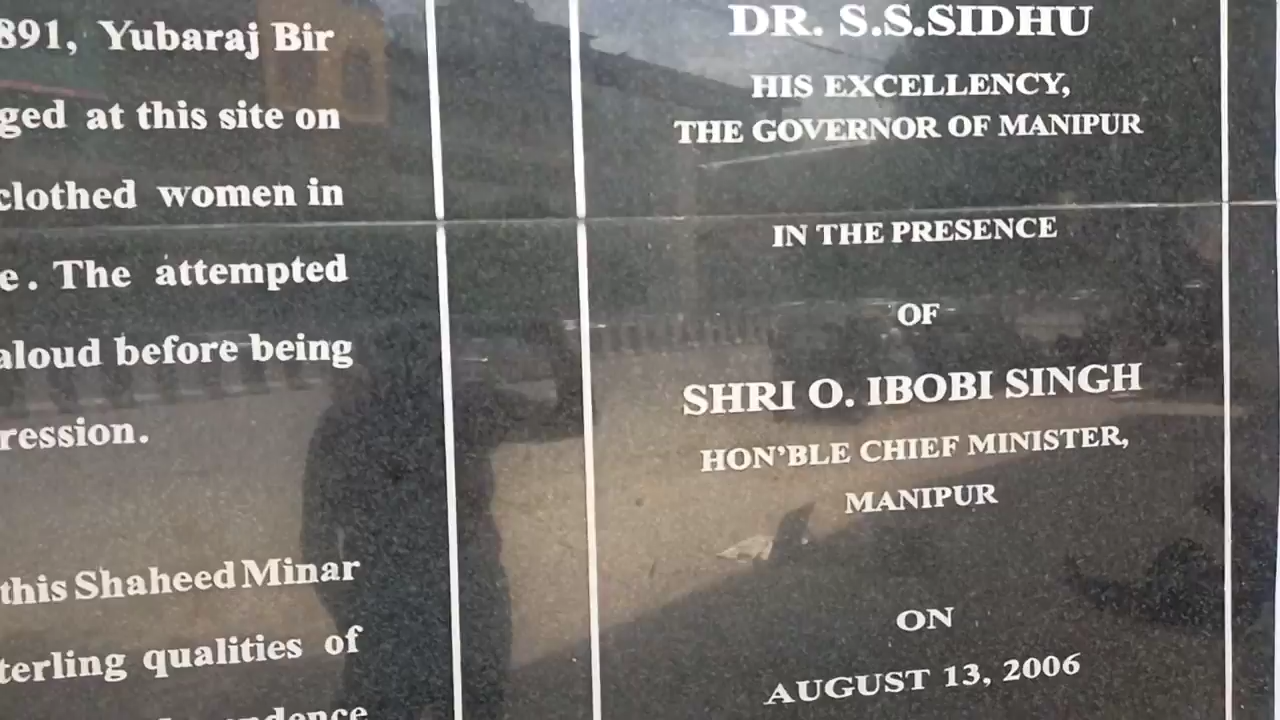 891, Yubaraj Bir
ged at this site on
clothed women in
e. The attempted
aloud before being
ression.
this Shaheed Minar
terling qualities of
DR. S.S.SIDHU
HIS EXCELLENCY,
THE GOVERNOR OF MANIPUR
IN THE PRESENCE
OF
SHRI O. IBOBI SINGH
HON'BLE CHIEF MINISTER,
MANIPUR
ON
AUGUST 13, 2006